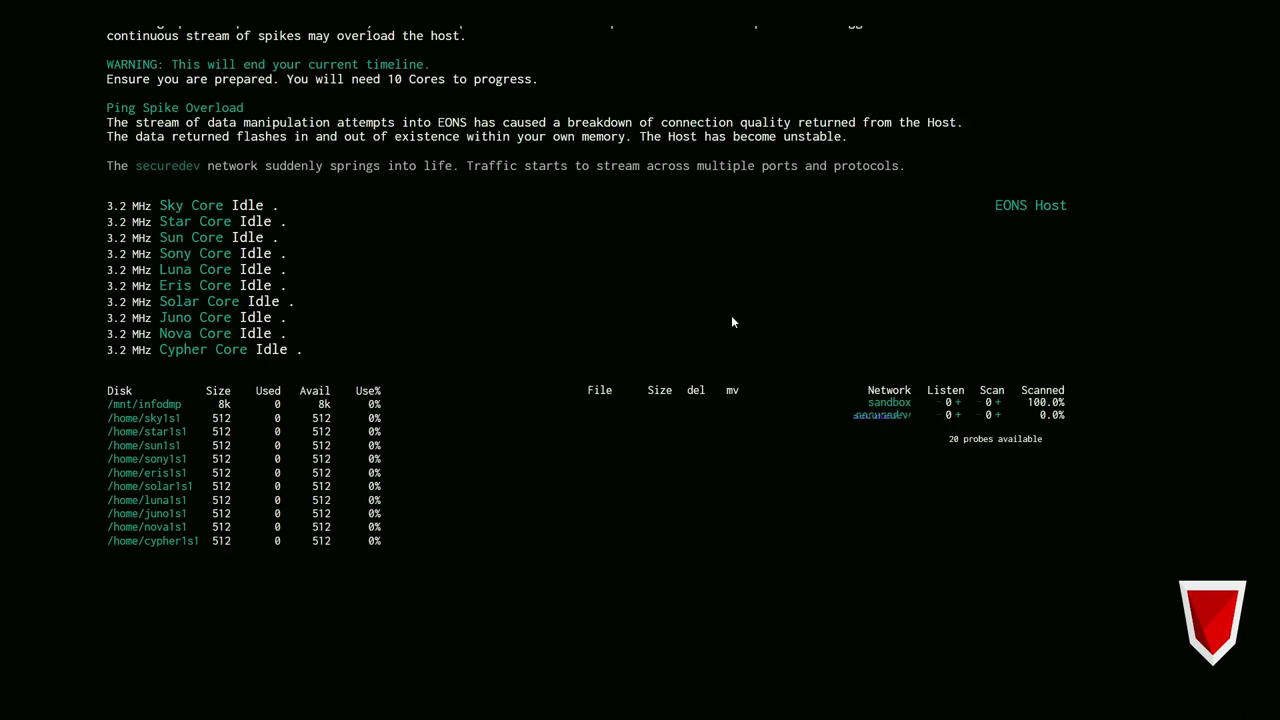 continuous stream of spikes may overload the host.
WARNING: This will end your current timeline.
Ensure you are prepared. You will need 10 Cores to progress.
Ping Spike Overload
The stream of data manipulation attempts into EONS has caused a breakdown of connection quality returned from the Host.
The data returned flashes in and out of existence within your own memory. The Host has become unstable.
The securedev network suddenly springs into life. Traffic starts to stream across multiple ports and protocols.
3.2 MHz Sky Core Idle . EONS Host
3.2 MHz Star Core Idle .
3.2 MHz Sun Core Idle .
3.2 MHz Sony Core Idle .
3.2 MHz Luna Core Idle .
3.2 MHz Eris Core Idle .
3.2 MHz Solar Core Idle .
3.2 MHz Juno Core Idle .
3.2 MHz Nova Core Idle .
3.2 MHz Cypher Core Idle .
Disk Size Used Avail Use% File Size del mv Network Listen Scan Scanned
/mnt/infodmp 8k 0 8k 0% sandbox - 0 + - 0 + 100.0%
/home/sky1s1 512 0 512 0% securedev - 0 + - 0 + 0.0%
/home/star1s1 512 0 512 0%
/home/sun1s1 512 0 512 0% 20 probes available
/home/sony1s1 512 0 512 0%
/home/eris1s1 512 0 512 0%
/home/solar1s1 512 0 512 0%
/home/luna1s1 512 0 512 0%
/home/juno1s1 512 0 512 0%
/home/nova1s1 512 0 512 0%
/home/cypher1s1 512 0 512 0%